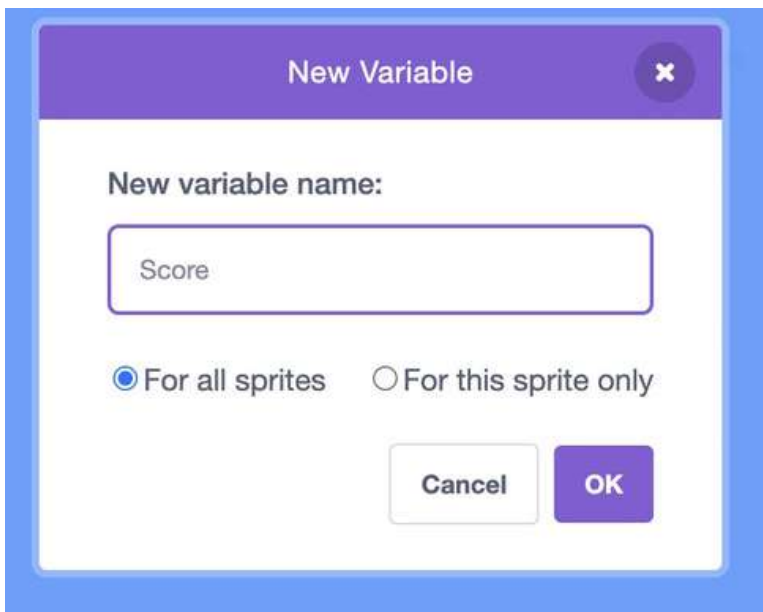 New Variable
New variable name:
Score
For all sprites For this sprite only
Cancel OK